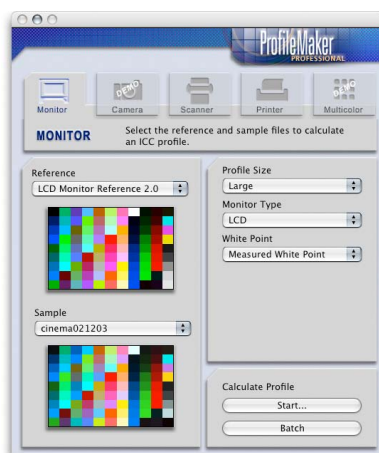 ProfileMaker
PROFESSIONAL
Monitor
DEMO
Camera
Scanner
Printer
DEMO
Multicolor
MONITOR
Select the reference and sample files to calculate
an ICC profile.
Reference
LCD Monitor Reference 2.0
Sample
cinema021203
Profile Size
Large
Monitor Type
LCD
White Point
Measured White Point
Calculate Profile
Start...
Batch